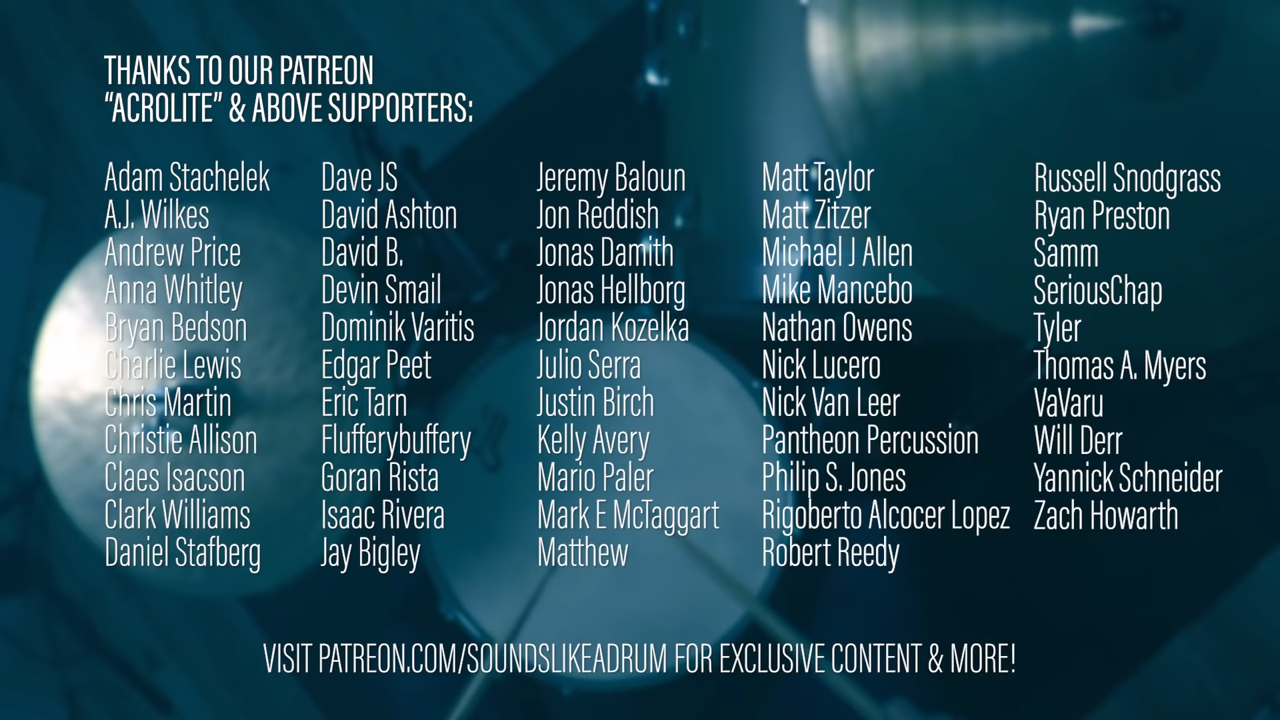 THANKS TO OUR PATREON
“ACROLITE” & ABOVE SUPPORTERS:
Adam Stachelek
A.J. Wilkes
Andrew Price
Anna Whitley
Bryan Bedson
Charlie Lewis
Chris Martin
Christie Allison
Claes Isacson
Clark Williams
Daniel Stafberg
Dave JS
David Ashton
David B.
Devin Smail
Dominik Varitis
Edgar Peet
Eric Tarn
Flufferybuffery
Goran Rista
Isaac Rivera
Jay Bigley
Jeremy Baloun
Jon Reddish
Jonas Damith
Jonas Hellborg
Jordan Kozelka
Julio Serra
Justin Birch
Kelly Avery
Mario Paler
Mark E McTaggart
Matthew
Matt Taylor
Matt Zitzer
Michael J Allen
Mike Mancebo
Nathan Owens
Nick Lucero
Nick Van Leer
Pantheon Percussion
Philip S. Jones
Rigoberto Alcocer Lopez
Robert Reedy
Russell Snodgrass
Ryan Preston
Samm
SeriousChap
Tyler
Thomas A. Myers
VaVaru
Will Derr
Yannick Schneider
Zach Howarth
VISIT PATREON.COM/SOUNDSLIKEADRUM FOR EXCLUSIVE CONTENT & MORE!